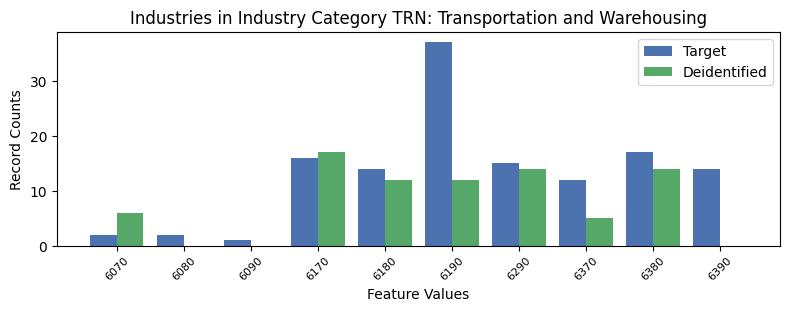 Industries in Industry Category TRN: Transportation and Warehousing
Target
Deidentified
Record Counts
30
20
10
0
6070 6080 6090 6170 6180 6190 6290 6370 6380 6390
Feature Values